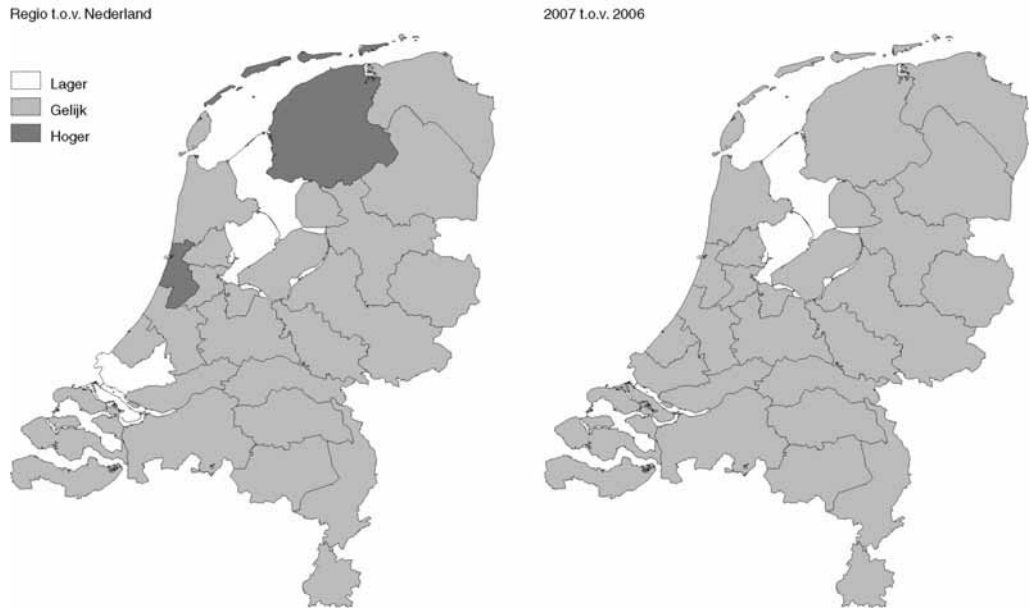 Regio t.o.v. Nederland
2007 t.o.v. 2006
Lager
Gelijk
Hoger